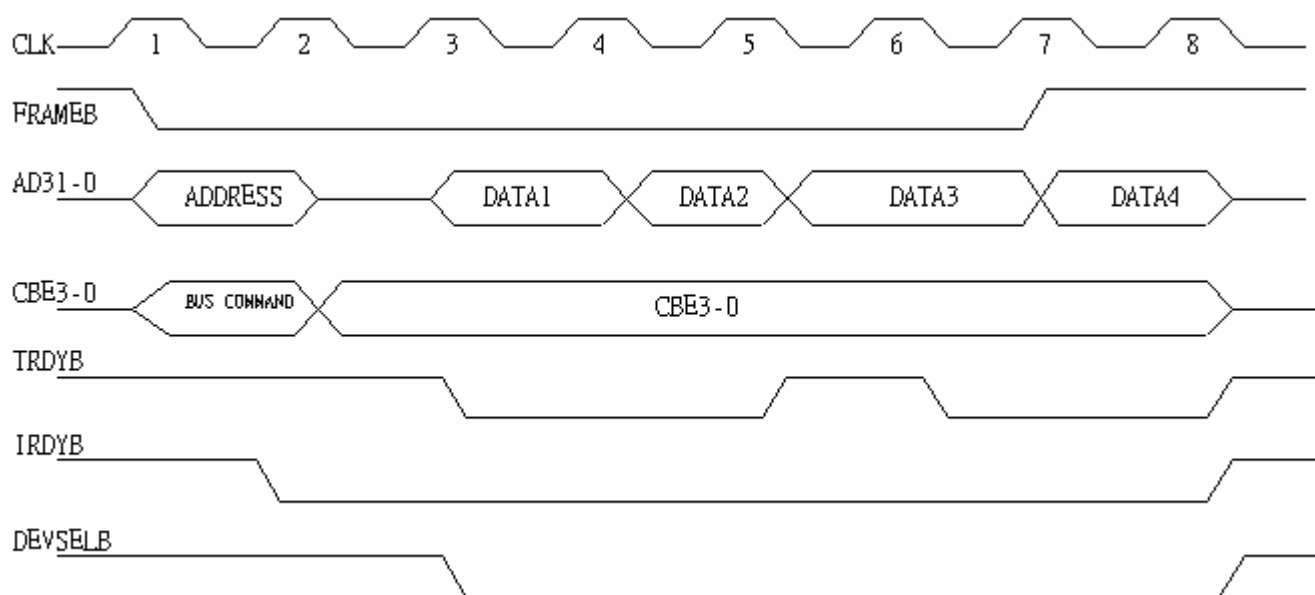 CLK 1 2 3 4 5 6 7 8
FRAMEB
AD31-0 ADDRESS DATA1 DATA2 DATA3 DATA4
CBE3-0 BUS COMMAND CBE3-0
TRDYB
IRDYB
DEVSELB